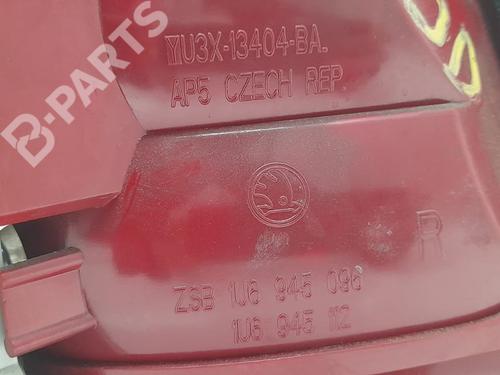 YU3X-13404-BA.
AP5 CZECH REP
B-PARTS
R
ZSB 1U6 945 096
1U6 945 112